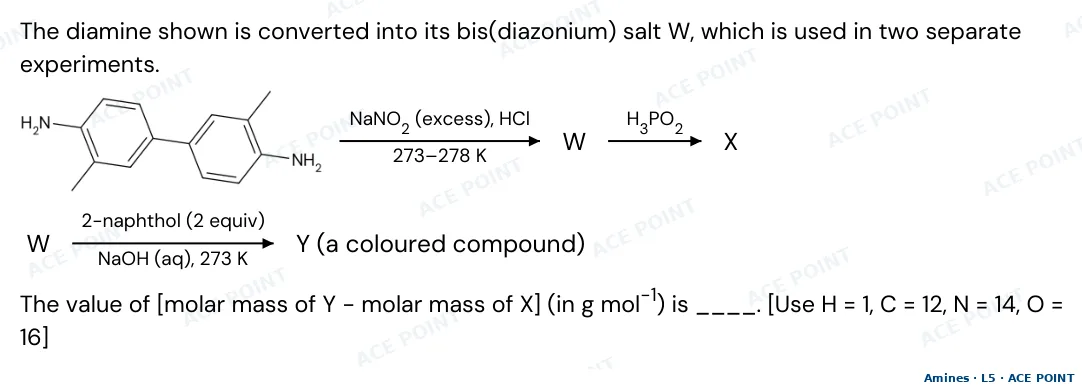 The diamine shown is converted into its bis(diazonium) salt W, which is used in two separate
experiments.
H₂N
NH₂
NaNO₂ (excess), HCl
273–278 K
W
H₃PO₂
X
W
2-naphthol (2 equiv)
NaOH (aq), 273 K
Y (a coloured compound)
The value of [molar mass of Y – molar mass of X] (in g mol⁻¹) is ____. [Use H = 1, C = 12, N = 14, O =
16]
Amines · L5 · ACE POINT